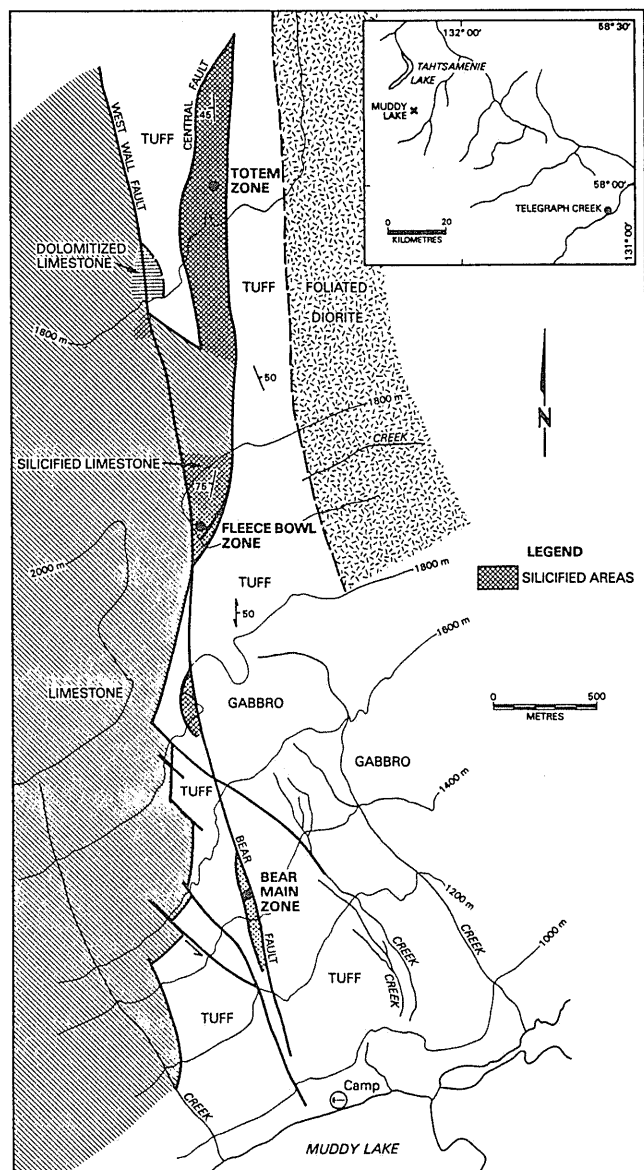 132° 00'
58° 30'
TAHTSAMENIE
LAKE
MUDDY
LAKE
58° 00'
TELEGRAPH CREEK
0 20
KILOMETRES
131° 00'
WEST WALL FAULT
TUFF
CENTRAL FAULT
45
TOTEM
ZONE
DOLOMITIZED
LIMESTONE
TUFF
FOLIATED
DIORITE
1800 m
50
1800 m
CREEK
N
SILICIFIED LIMESTONE
75
FLEECE BOWL
ZONE
2000 m
TUFF
1800 m
LEGEND
SILICIFIED AREAS
50
1600 m
LIMESTONE
GABBRO
0 500
METRES
GABBRO
TUFF
1400 m
BEAR
BEAR
MAIN
ZONE
1200 m
FAULT
CREEK
1000 m
CREEK
CREEK
TUFF
TUFF
Camp
CREEK
MUDDY LAKE